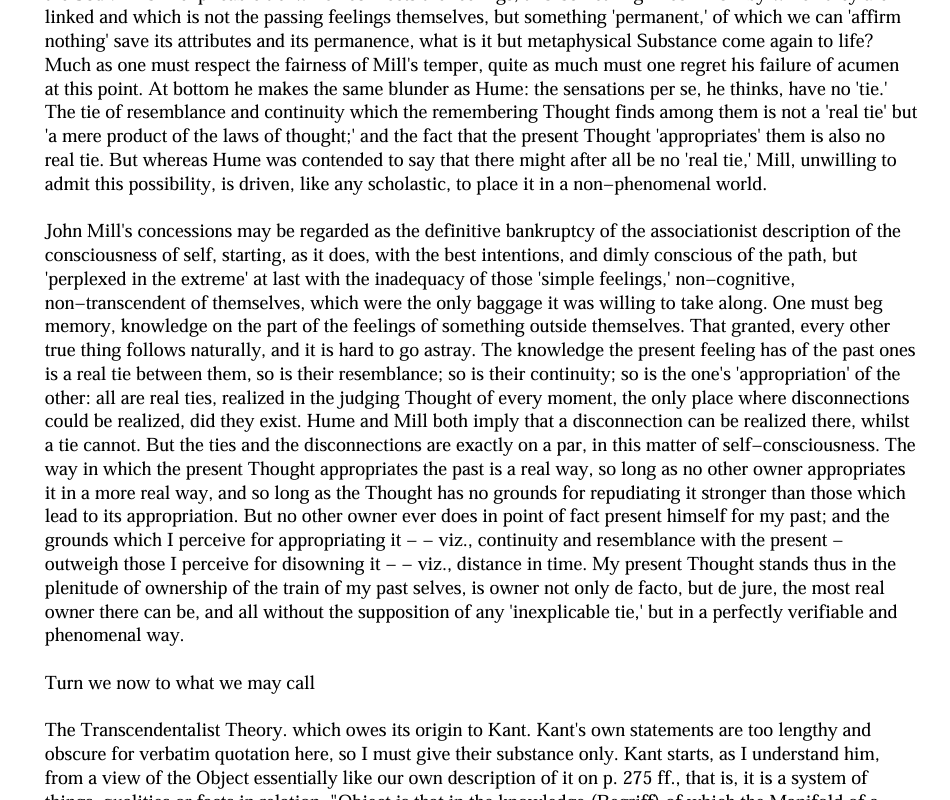 linked and which is not the passing feelings themselves, but something 'permanent,' of which we can 'affirm
nothing' save its attributes and its permanence, what is it but metaphysical Substance come again to life?
Much as one must respect the fairness of Mill's temper, quite as much must one regret his failure of acumen
at this point. At bottom he makes the same blunder as Hume: the sensations per se, he thinks, have no 'tie.'
The tie of resemblance and continuity which the remembering Thought finds among them is not a 'real tie' but
'a mere product of the laws of thought;' and the fact that the present Thought 'appropriates' them is also no
real tie. But whereas Hume was contended to say that there might after all be no 'real tie,' Mill, unwilling to
admit this possibility, is driven, like any scholastic, to place it in a non−phenomenal world.
John Mill's concessions may be regarded as the definitive bankruptcy of the associationist description of the
consciousness of self, starting, as it does, with the best intentions, and dimly conscious of the path, but
'perplexed in the extreme' at last with the inadequacy of those 'simple feelings,' non−cognitive,
non−transcendent of themselves, which were the only baggage it was willing to take along. One must beg
memory, knowledge on the part of the feelings of something outside themselves. That granted, every other
true thing follows naturally, and it is hard to go astray. The knowledge the present feeling has of the past ones
is a real tie between them, so is their resemblance; so is their continuity; so is the one's 'appropriation' of the
other: all are real ties, realized in the judging Thought of every moment, the only place where disconnections
could be realized, did they exist. Hume and Mill both imply that a disconnection can be realized there, whilst
a tie cannot. But the ties and the disconnections are exactly on a par, in this matter of self−consciousness. The
way in which the present Thought appropriates the past is a real way, so long as no other owner appropriates
it in a more real way, and so long as the Thought has no grounds for repudiating it stronger than those which
lead to its appropriation. But no other owner ever does in point of fact present himself for my past; and the
grounds which I perceive for appropriating it − − viz., continuity and resemblance with the present −
outweigh those I perceive for disowning it − − viz., distance in time. My present Thought stands thus in the
plenitude of ownership of the train of my past selves, is owner not only de facto, but de jure, the most real
owner there can be, and all without the supposition of any 'inexplicable tie,' but in a perfectly verifiable and
phenomenal way.
Turn we now to what we may call
The Transcendentalist Theory. which owes its origin to Kant. Kant's own statements are too lengthy and
obscure for verbatim quotation here, so I must give their substance only. Kant starts, as I understand him,
from a view of the Object essentially like our own description of it on p. 275 ff., that is, it is a system of
things, qualities or facts in relation. "Object is that in the knowledge (Begriff) of which the Manifold of a